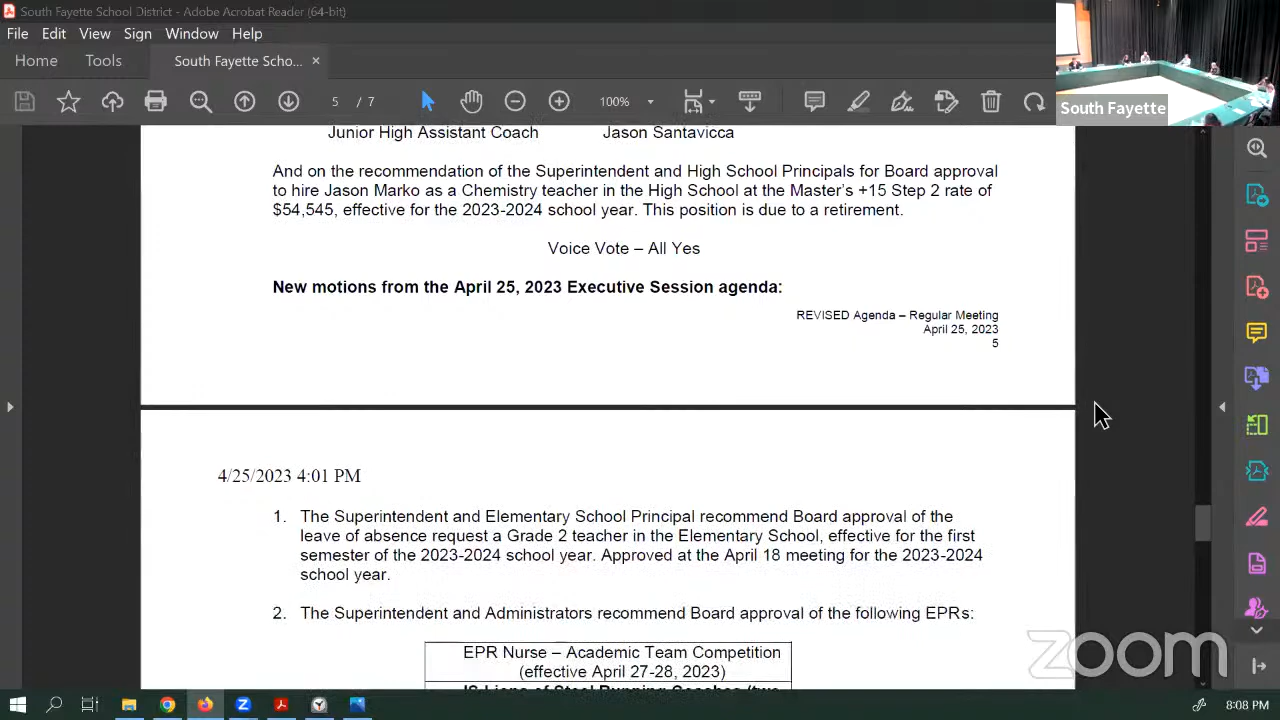 South Fayette School District - Adobe Acrobat Reader (64-bit)
File Edit View Sign Window Help
Home Tools South Fayette Scho... ×
5 / 7 100%
South Fayette
Junior High Assistant Coach Jason Santavicca
And on the recommendation of the Superintendent and High School Principals for Board approval
to hire Jason Marko as a Chemistry teacher in the High School at the Master's +15 Step 2 rate of
$54,545, effective for the 2023-2024 school year. This position is due to a retirement.
Voice Vote – All Yes
New motions from the April 25, 2023 Executive Session agenda:
REVISED Agenda – Regular Meeting
April 25, 2023
5
4/25/2023 4:01 PM
1. The Superintendent and Elementary School Principal recommend Board approval of the
leave of absence request a Grade 2 teacher in the Elementary School, effective for the first
semester of the 2023-2024 school year. Approved at the April 18 meeting for the 2023-2024
school year.
2. The Superintendent and Administrators recommend Board approval of the following EPRs:
EPR Nurse – Academic Team Competition
(effective April 27-28, 2023)
IS Lions of Steel Running Coaches (two
zoom
8:08 PM